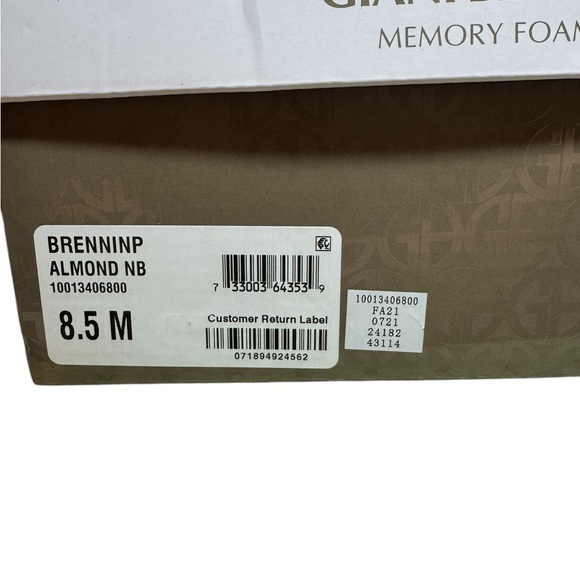 MEMORY FOAM
BRENNINP
ALMOND NB
10013406800
8.5 M
7 33003 64353 9
Customer Return Label
071894924562
10013406800
FA21
0721
24182
43114